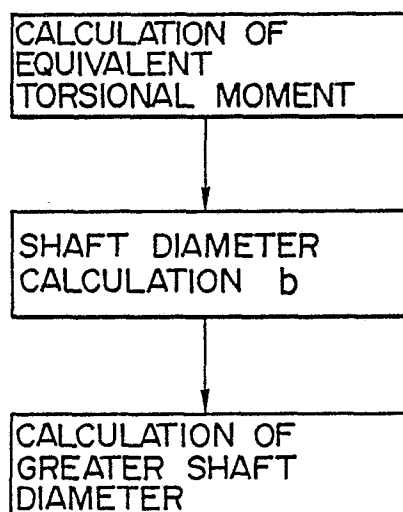 CALCULATION OF
EQUIVALENT
TORSIONAL MOMENT
SHAFT DIAMETER
CALCULATION b
CALCULATION OF
GREATER SHAFT
DIAMETER